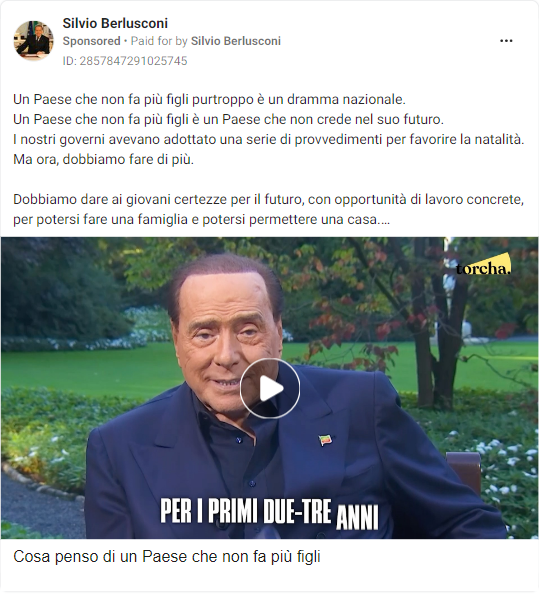 Silvio Berlusconi
Sponsored • Paid for by Silvio Berlusconi
ID: 2857847291025745
Un Paese che non fa più figli purtroppo è un dramma nazionale.
Un Paese che non fa più figli è un Paese che non crede nel suo futuro.
I nostri governi avevano adottato una serie di provvedimenti per favorire la natalità.
Ma ora, dobbiamo fare di più.
Dobbiamo dare ai giovani certezze per il futuro, con opportunità di lavoro concrete,
per potersi fare una famiglia e potersi permettere una casa....
torcha.
PER I PRIMI DUE-TRE ANNI
Cosa penso di un Paese che non fa più figli